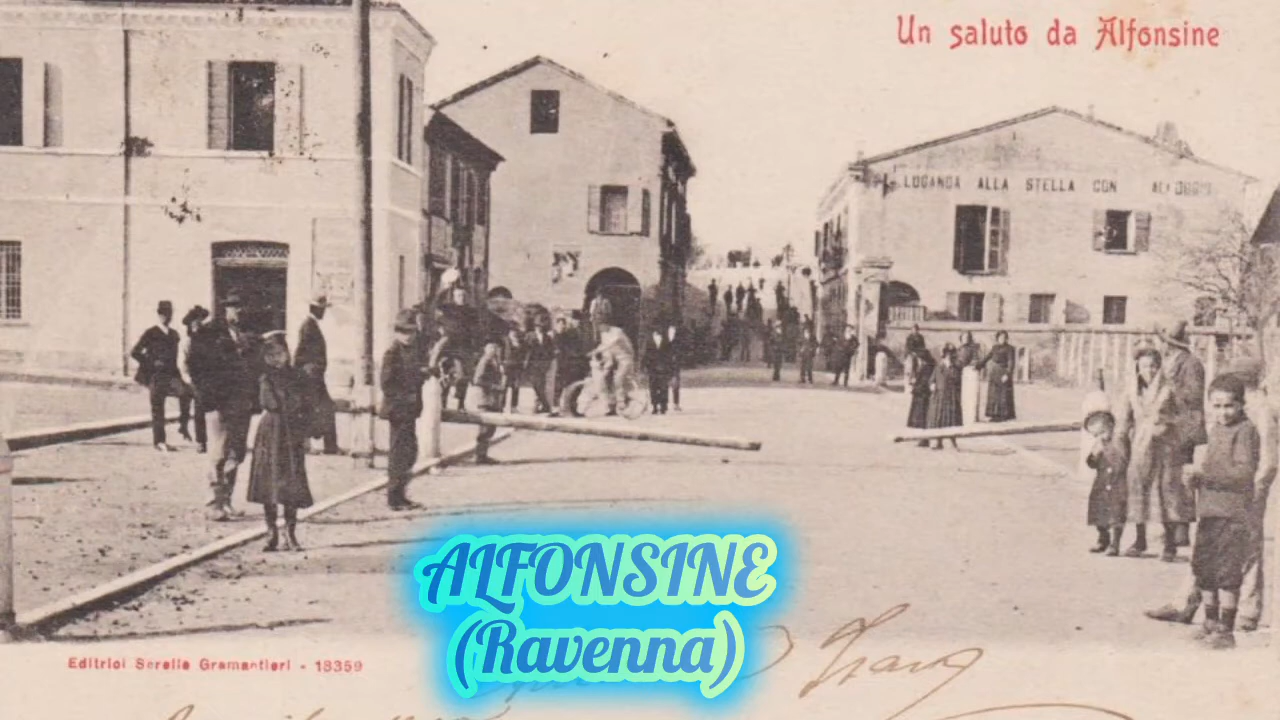 Un saluto da Alfonsine
LOCANDA ALLA STELLA CON ALLOGGIO
Editrici Sorelle Gramantieri - 18359
ALFONSINE
(Ravenna)